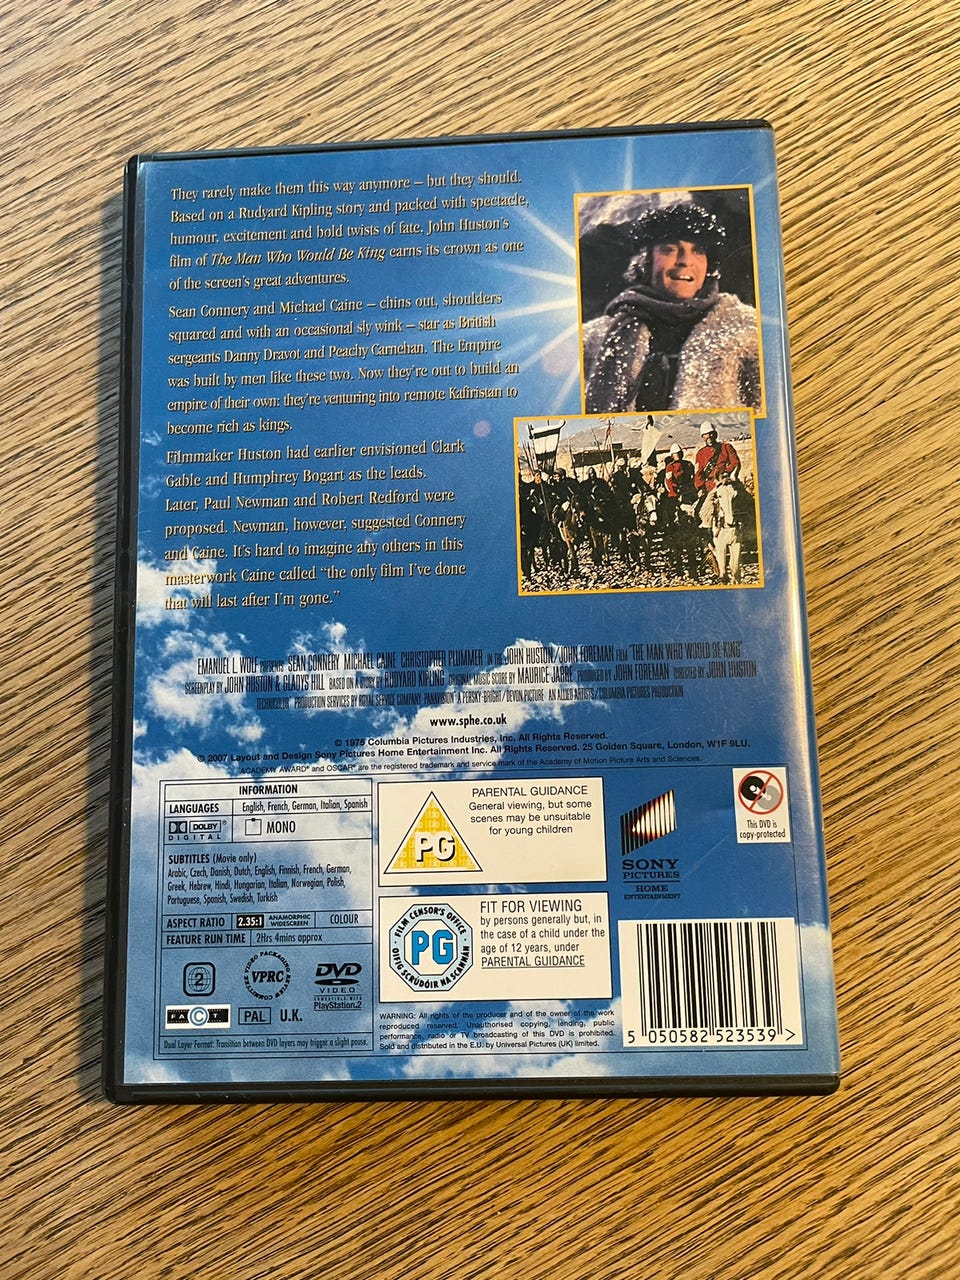 They rarely make them this way anymore – but they should.
Based on a Rudyard Kipling story and packed with spectacle,
humour, excitement and bold twists of fate, John Huston's
film of The Man Who Would Be King earns its crown as one
of the screen's great adventures.
Sean Connery and Michael Caine – chins out, shoulders
squared and with an occasional sly wink – star as British
sergeants Danny Dravot and Peachy Carnehan. The Empire
was built by men like these two. Now they're out to build an
empire of their own: they're venturing into remote Kafiristan to
become rich as kings.
Filmmaker Huston had earlier envisioned Clark
Gable and Humphrey Bogart as the leads.
Later, Paul Newman and Robert Redford were
proposed. Newman, however, suggested Connery
and Caine. It's hard to imagine any others in this
masterwork Caine called “the only film I've done
that will last after I'm gone.”
EMANUEL L. WOLF PRESENTS SEAN CONNERY MICHAEL CAINE CHRISTOPHER PLUMMER IN THE JOHN HUSTON/JOHN FOREMAN FILM 'THE MAN WHO WOULD BE KING'
SCREENPLAY BY JOHN HUSTON & GLADYS HILL BASED ON A STORY BY RUDYARD KIPLING ORIGINAL MUSIC SCORE BY MAURICE JARRE PRODUCED BY JOHN FOREMAN DIRECTED BY JOHN HUSTON
TECHNICOLOR® PRODUCTION SERVICES BY ROYAL SERVICE COMPANY PANAVISION® A PERSKY-BRIGHT/DEVON PICTURE AN ALLIED ARTISTS/COLUMBIA PICTURES PRODUCTION
www.sphe.co.uk
© 1975 Columbia Pictures Industries, Inc. All Rights Reserved.
© 2007 Layout and Design Sony Pictures Home Entertainment Inc. All Rights Reserved. 25 Golden Square, London, W1F 9LU.
ACADEMY AWARD® and OSCAR® are the registered trademark and service mark of the Academy of Motion Picture Arts and Sciences.
INFORMATION
LANGUAGES English, French, German, Italian, Spanish
DOLBY® DIGITAL MONO
SUBTITLES (Movie only)
Arabic, Czech, Danish, Dutch, English, Finnish, French, German,
Greek, Hebrew, Hindi, Hungarian, Italian, Norwegian, Polish,
Portuguese, Spanish, Swedish, Turkish
ASPECT RATIO 2.35:1 ANAMORPHIC WIDESCREEN COLOUR
FEATURE RUN TIME 2Hrs 4mins approx
2
VIDEO PACKAGING REVIEW COMMITTEE VPRC
DVD
VIDEO
COMPATIBLE WITH
PlayStation.2
FACT
PAL U.K.
Dual Layer Format: Transition between DVD layers may trigger a slight pause.
PG
PARENTAL GUIDANCE
General viewing, but some
scenes may be unsuitable
for young children
FILM CENSOR'S OFFICE
PG
OIFIG SCRÚDÓIR NA SCANNÁN
FIT FOR VIEWING
by persons generally but, in
the case of a child under the
age of 12 years, under
PARENTAL GUIDANCE
WARNING: All rights of the producer and of the owner of the work
reproduced reserved. Unauthorised copying, lending, public
performance, radio or TV broadcasting of this DVD is prohibited.
Sold and distributed in the E.U. by Universal Pictures (UK) limited.
SONY
PICTURES
HOME
ENTERTAINMENT
This DVD is
copy-protected
5 050582 523539 >